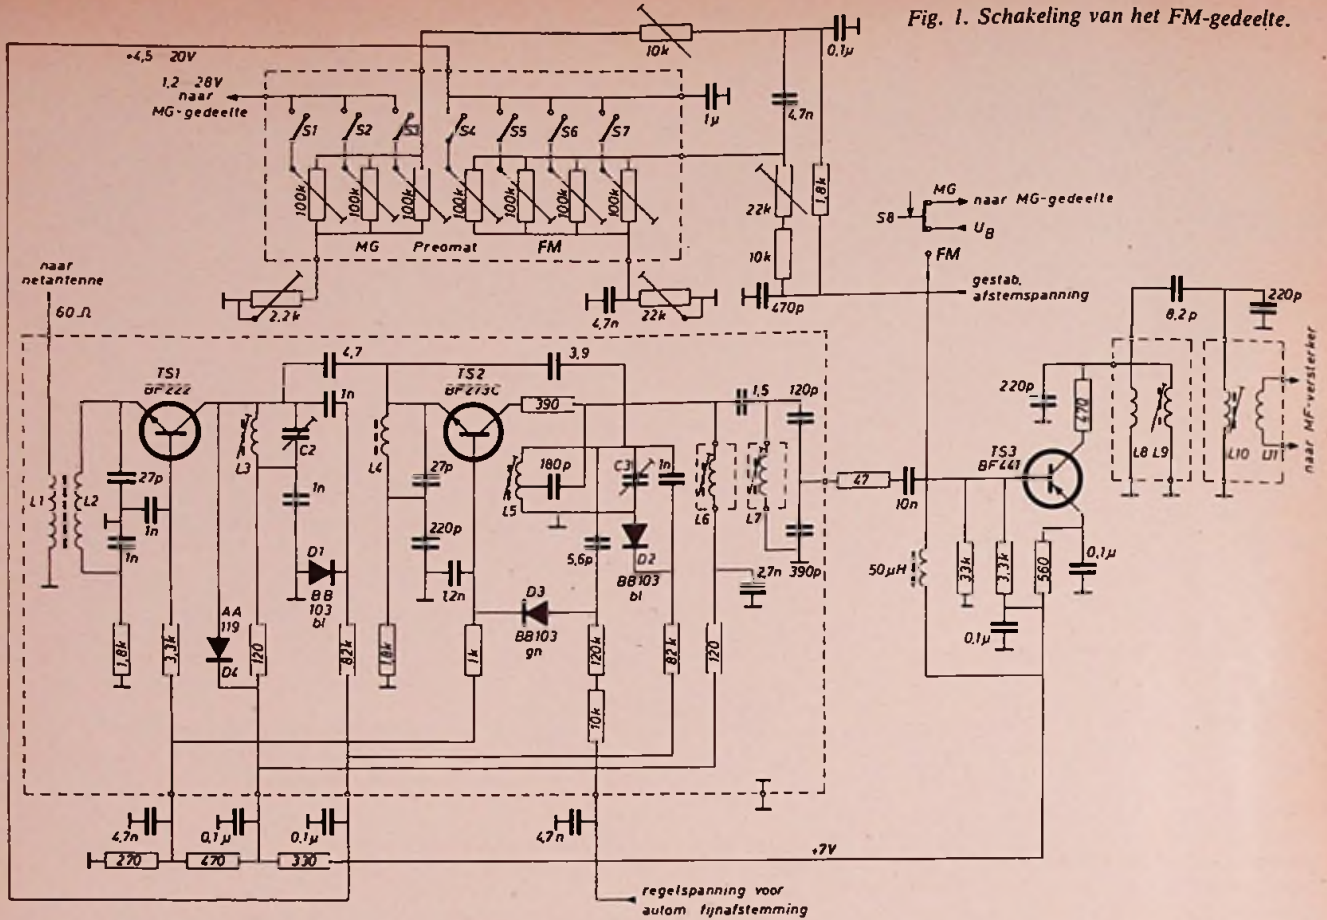 Fig. 1. Schakeling van het FM-gedeelte.
10k
0,1µ
+4,5 20V
1,2 28V
naar
MG-gedeelte
1µ
4,7n
S1
S2
S3
S4
S5
S6
S7
100k
100k
100k
100k
100k
100k
100k
22k
1,8k
MG Preomat FM
10k
MG
naar MG-gedeelte
S8
UB
FM
naar
netantenne
60Ω
2,2k
4,7n
22k
470p
gestab.
afstemspanning
8,2p
220p
4,7
3,9
TS1
BF222
TS2
BF273C
1n
390
1,5
120p
220p
470
C2
L3
L4
27p
27p
180p
C3
1n
L5
L6
L7
TS3
BF441
L8 L9
L10
naar MF-versterker
L1
L2
1n
1n
1n
220p
47
10n
D1
BB
103
bl
1,2n
5,6p
D2
BB103
bl
2,7n
390p
50µH
33k
3,3k
560
0,1µ
D3
BB103
gn
AA
119
D4
0,1µ
1,8k
3,3k
120
82k
1,8k
1k
120k
82k
120
10k
4,7n
0,1µ
0,1µ
4,7n
270
470
330
+7V
regelspanning voor
autom fijnafstemming